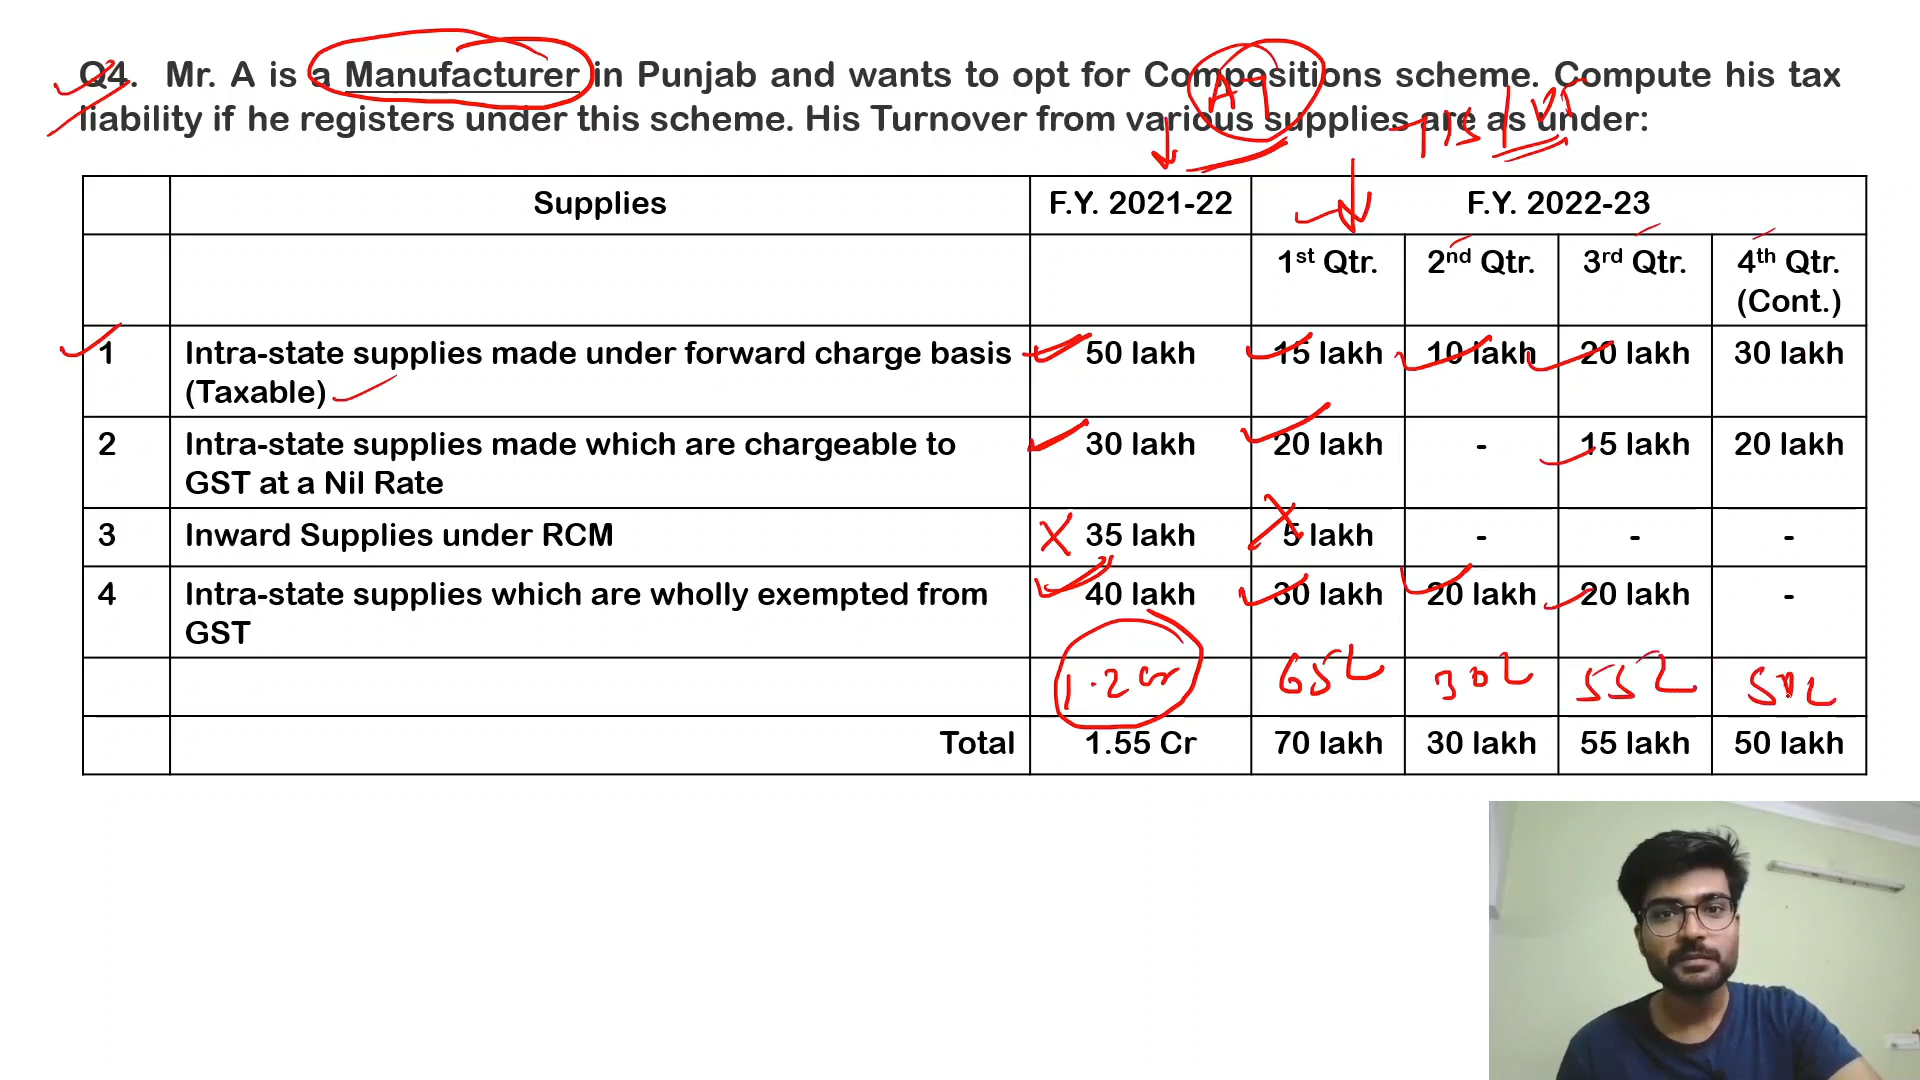 Q4. Mr. A is a Manufacturer in Punjab and wants to opt for Compositions scheme. Compute his tax
liability if he registers under this scheme. His Turnover from various supplies are as under:
AT
Supplies F.Y. 2021-22 F.Y. 2022-23
1st Qtr. 2nd Qtr. 3rd Qtr. 4th Qtr. (Cont.)
1 Intra-state supplies made under forward charge basis (Taxable) 50 lakh 15 lakh 10 lakh 20 lakh 30 lakh
2 Intra-state supplies made which are chargeable to GST at a Nil Rate 30 lakh 20 lakh - 15 lakh 20 lakh
3 Inward Supplies under RCM 35 lakh 5 lakh - - -
4 Intra-state supplies which are wholly exempted from GST 40 lakh 30 lakh 20 lakh 20 lakh -
1.2 Cr 65L 30L 55L 50L
Total 1.55 Cr 70 lakh 30 lakh 55 lakh 50 lakh